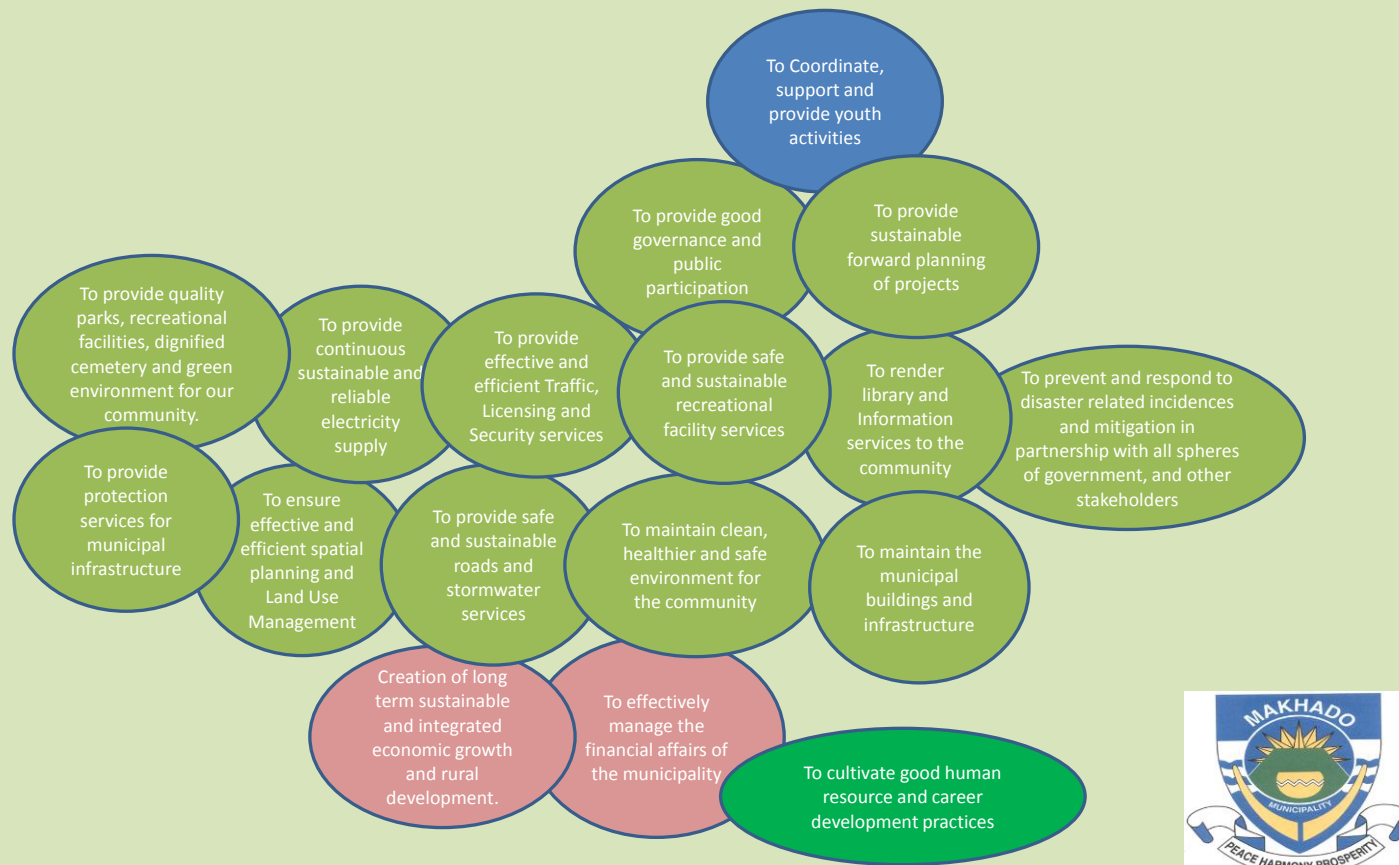 To Coordinate,
support and
provide youth
activities
To provide good
governance and
public
participation
To provide
sustainable
forward planning
of projects
To provide quality
parks, recreational
facilities, dignified
cemetery and green
environment for our
community.
To provide
continuous
sustainable and
reliable
electricity
supply
To provide
effective and
efficient Traffic,
Licensing and
Security services
To provide safe
and sustainable
recreational
facility services
To render
library and
Information
services to the
community
To prevent and respond to
disaster related incidences
and mitigation in
partnership with all spheres
of government, and other
stakeholders
To provide
protection
services for
municipal
infrastructure
To ensure
effective and
efficient spatial
planning and
Land Use
Management
To provide safe
and sustainable
roads and
stormwater
services
To maintain clean,
healthier and safe
environment for
the community
To maintain the
municipal
buildings and
infrastructure
Creation of long
term sustainable
and integrated
economic growth
and rural
development.
To effectively
manage the
financial affairs of
the municipality
To cultivate good human
resource and career
development practices
MAKHADO
MUNICIPALITY
PEACE HARMONY PROSPERITY